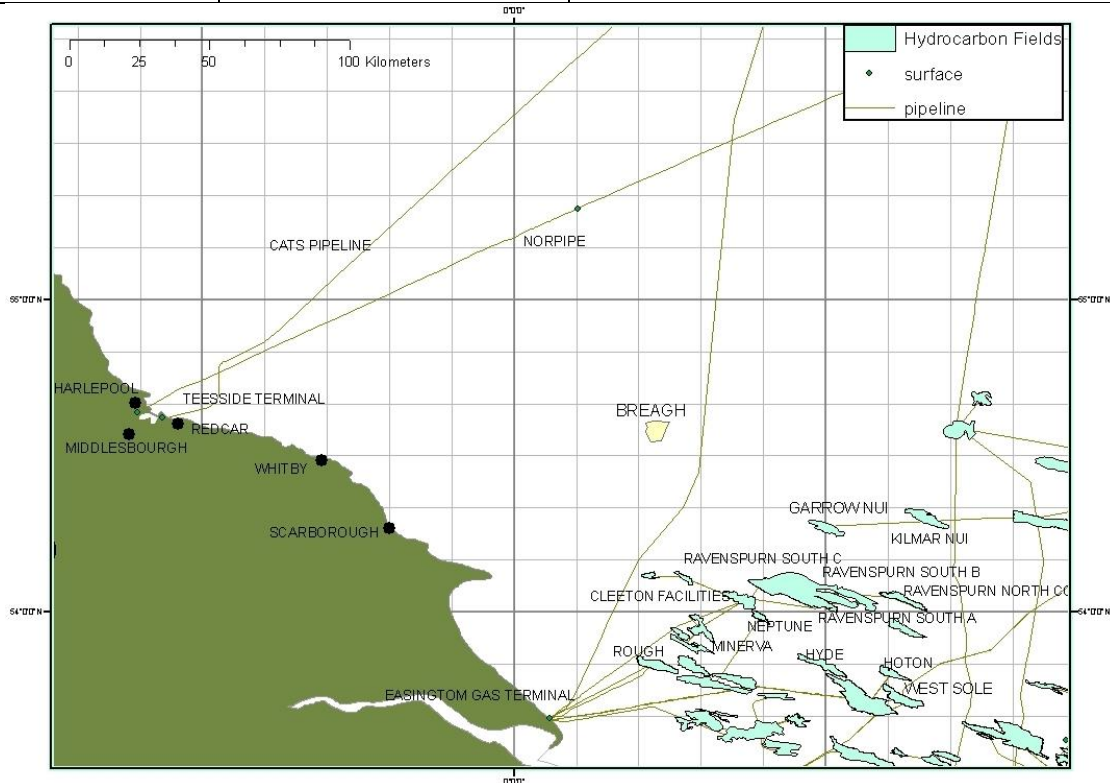 0°0'0"
Hydrocarbon Fields
surface
pipeline
0 25 50 100 Kilometers
CATS PIPELINE
NORPIPE
55°0'0"N
55°0'0"N
HARLEPOOL
TEESSIDE TERMINAL
REDCAR
MIDDLESBOURGH
WHITBY
SCARBOROUGH
BREAGH
GARROW NUI
KILMAR NUI
RAVENSPURN SOUTH C
RAVENSPURN SOUTH B
CLEETON FACILITIES
RAVENSPURN NORTH CC
54°0'0"N
54°0'0"N
RAVENSPURN SOUTH A
NEPTUNE
MINERVA
ROUGH
HYDE
HOTON
EASINGTOM GAS TERMINAL
WEST SOLE
0°0'0"